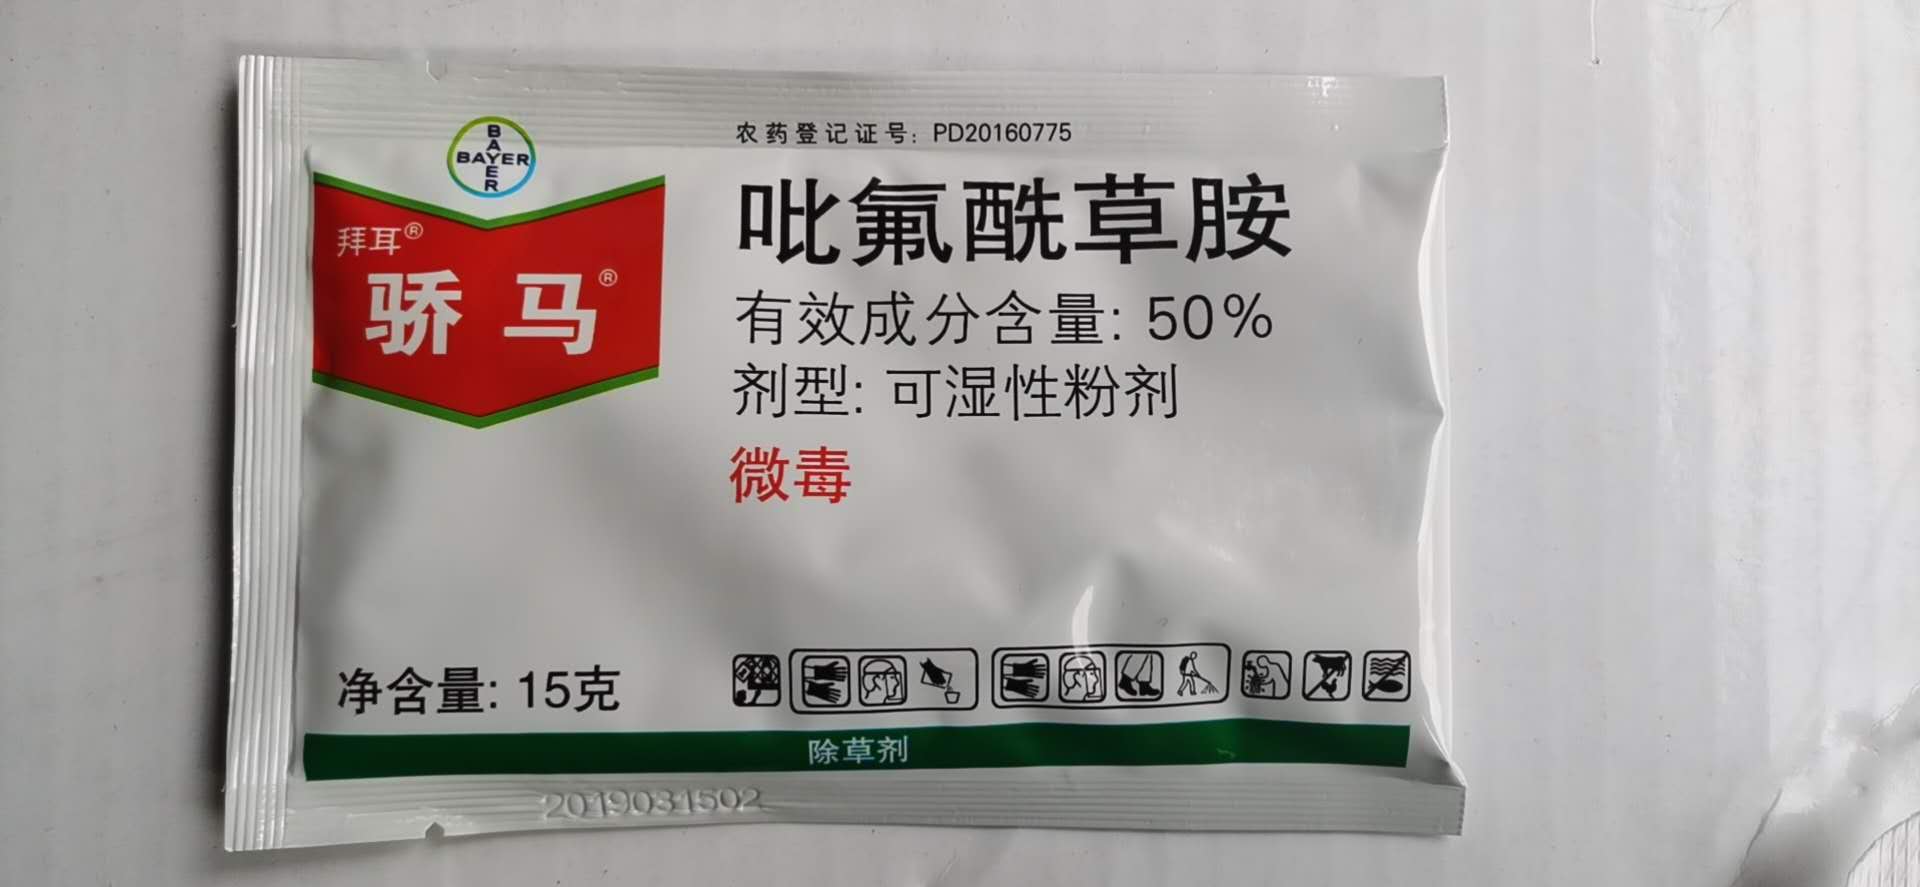 BAYER
BAYER
农药登记证号：PD20160775
拜耳®
骄马®
吡氟酰草胺
有效成分含量：50%
剂型：可湿性粉剂
微毒
净含量：15克
除草剂
2019031502